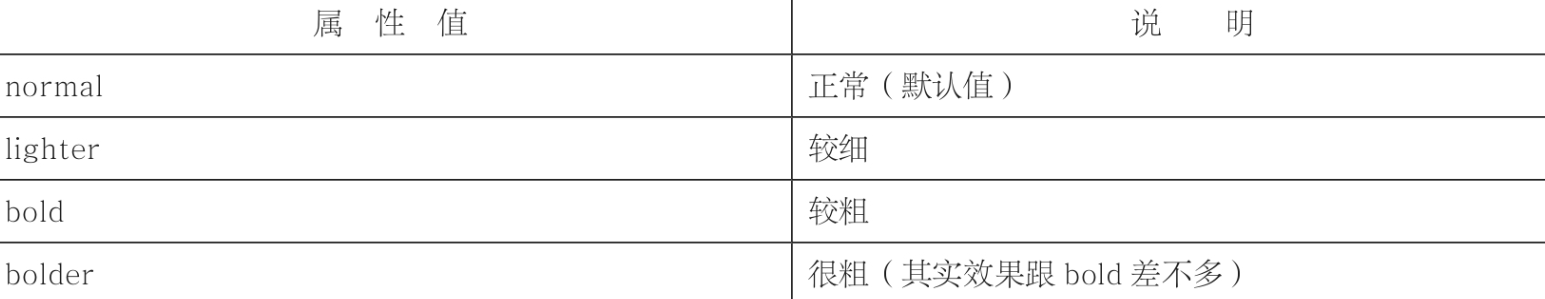 属 性 值 说 明
normal 正常（默认值）
lighter 较细
bold 较粗
bolder 很粗（其实效果跟 bold 差不多）